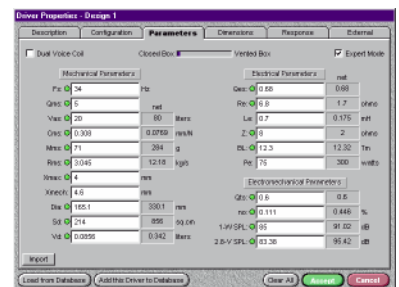 Driver Properties - Design 1
Description Configuration Parameters Dimensions Response External
Dual Voice Coil Closed Box Vented Box Expert Mode
Mechanical Parameters Electrical Parameters
net
Fs: 34 Hz Qes: 0.68 0.68
Qms: 5 net Re: 6.8 1.7 ohms
Vas: 20 80 liters Le: 0.7 0.175 mH
Cms: 0.308 0.0769 mm/N Z: 8 2 ohms
Mms: 71 284 g BL: 12.3 12.32 Tm
Rms: 3.045 12.18 kg/s Pe: 75 300 watts
Xmax: 4 mm
Xmech: 4.6 mm Electromechanical Parameters
Dia: 165.1 330.1 mm Qts: 0.6 0.6
Sd: 214 856 sq.cm no: 0.111 0.446 %
Vd: 0.0856 0.342 liters 1-W SPL: 85 91.02 dB
2.8-V SPL: 83.38 95.42 dB
Import
Load from Database Add this Driver to Database Clear All Accept Cancel